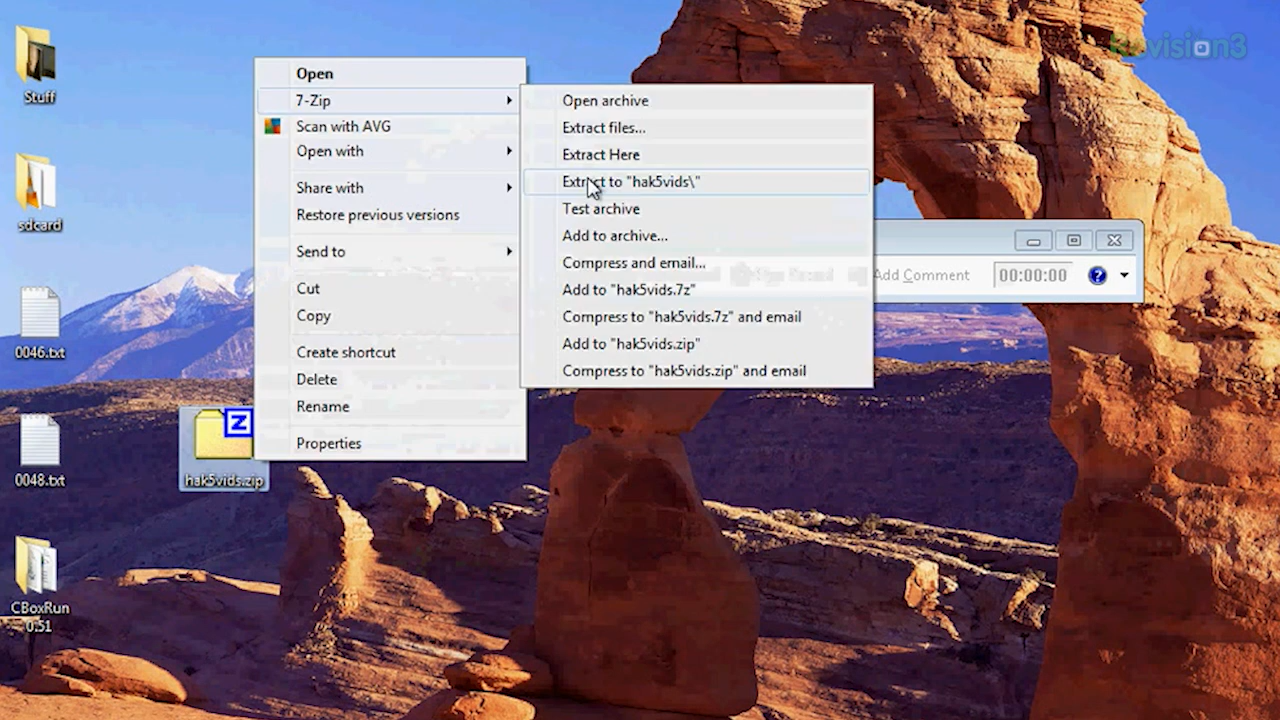 Revision3
Stuff
sdcard
0046.txt
0048.txt
CBoxRun
0.51
hak5vids.zip
Open
7-Zip
Scan with AVG
Open with
Share with
Restore previous versions
Send to
Cut
Copy
Create shortcut
Delete
Rename
Properties
Open archive
Extract files...
Extract Here
Extract to "hak5vids\"
Test archive
Add to archive...
Compress and email...
Add to "hak5vids.7z"
Compress to "hak5vids.7z" and email
Add to "hak5vids.zip"
Compress to "hak5vids.zip" and email
Add Comment
00:00:00
?